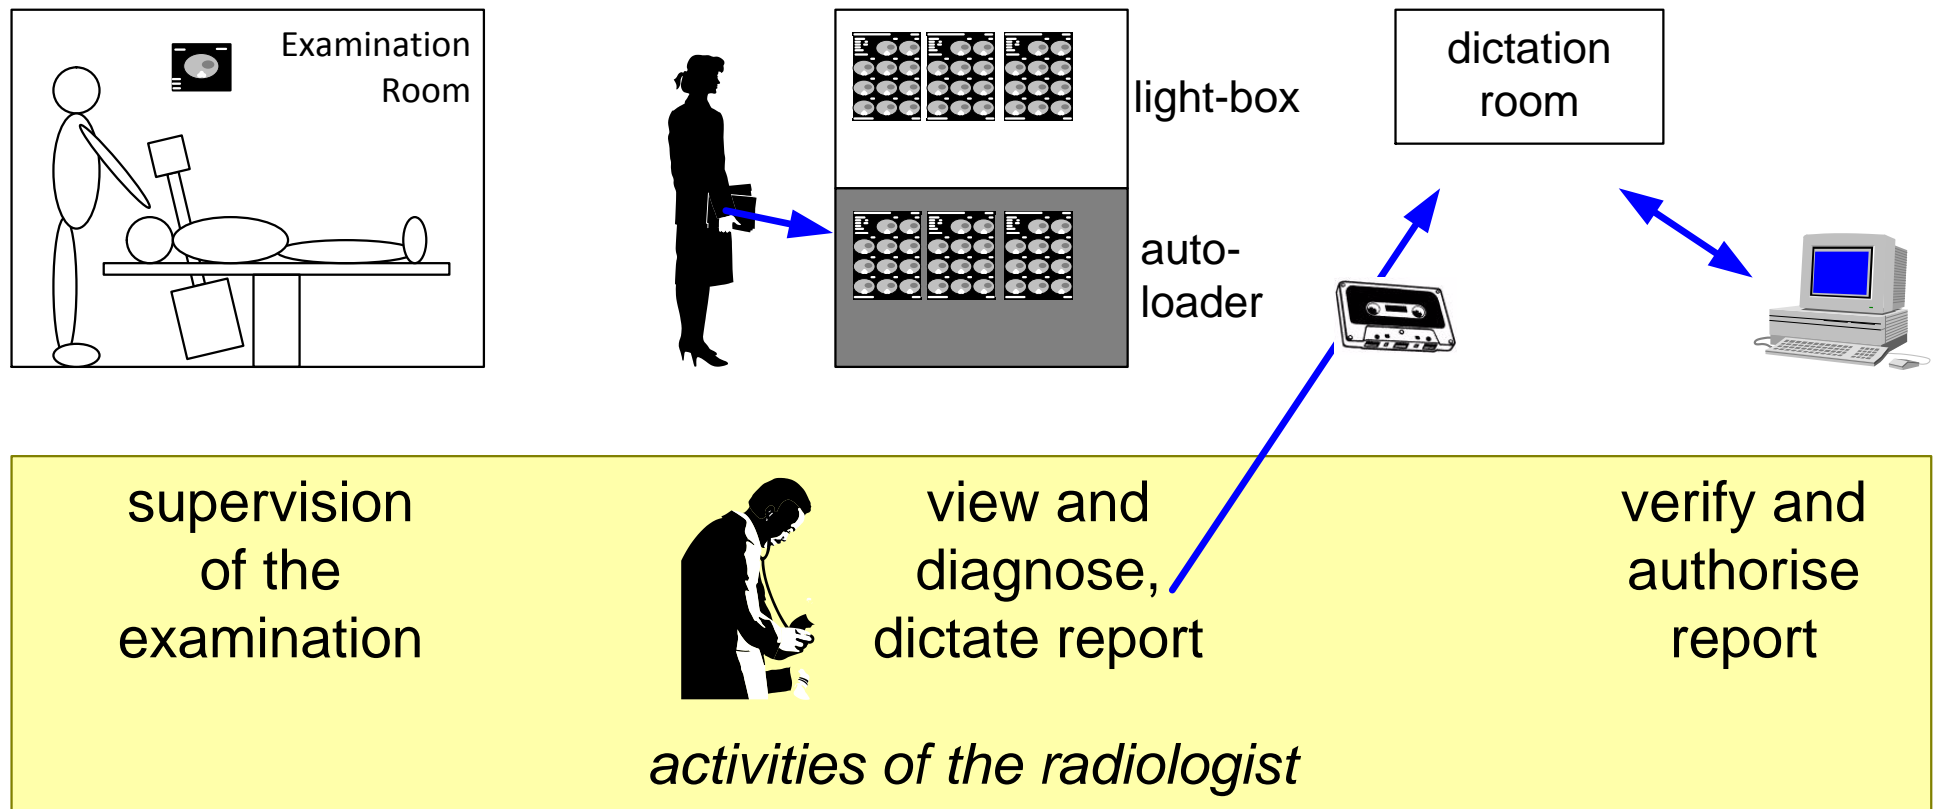 Examination
Room
light-box
auto-
loader
dictation
room
supervision
of the
examination
view and
diagnose,
dictate report
verify and
authorise
report
activities of the radiologist